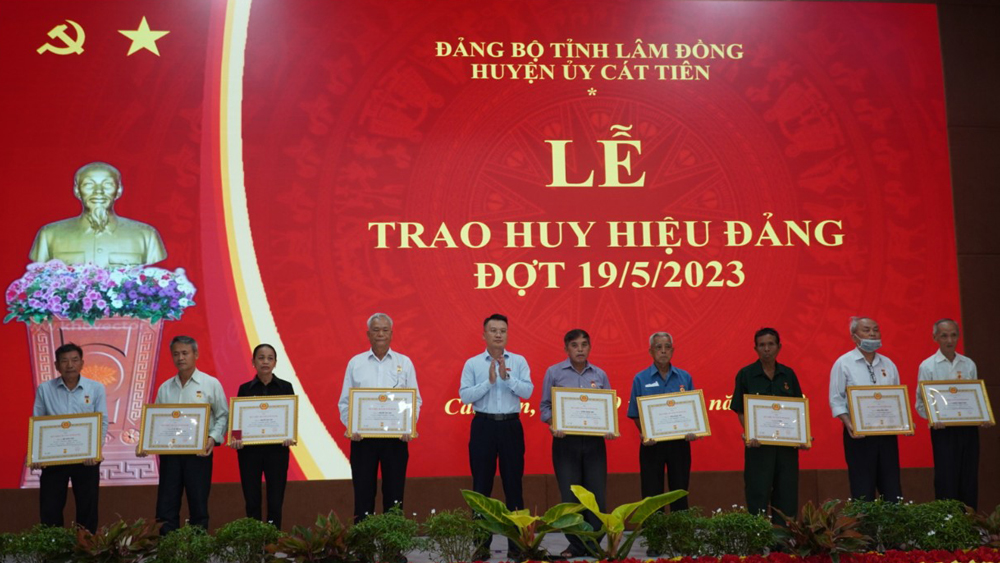 ĐẢNG BỘ TỈNH LÂM ĐỒNG
HUYỆN ỦY CÁT TIÊN
*
LỄ
TRAO HUY HIỆU ĐẢNG
ĐỢT 19/5/2023